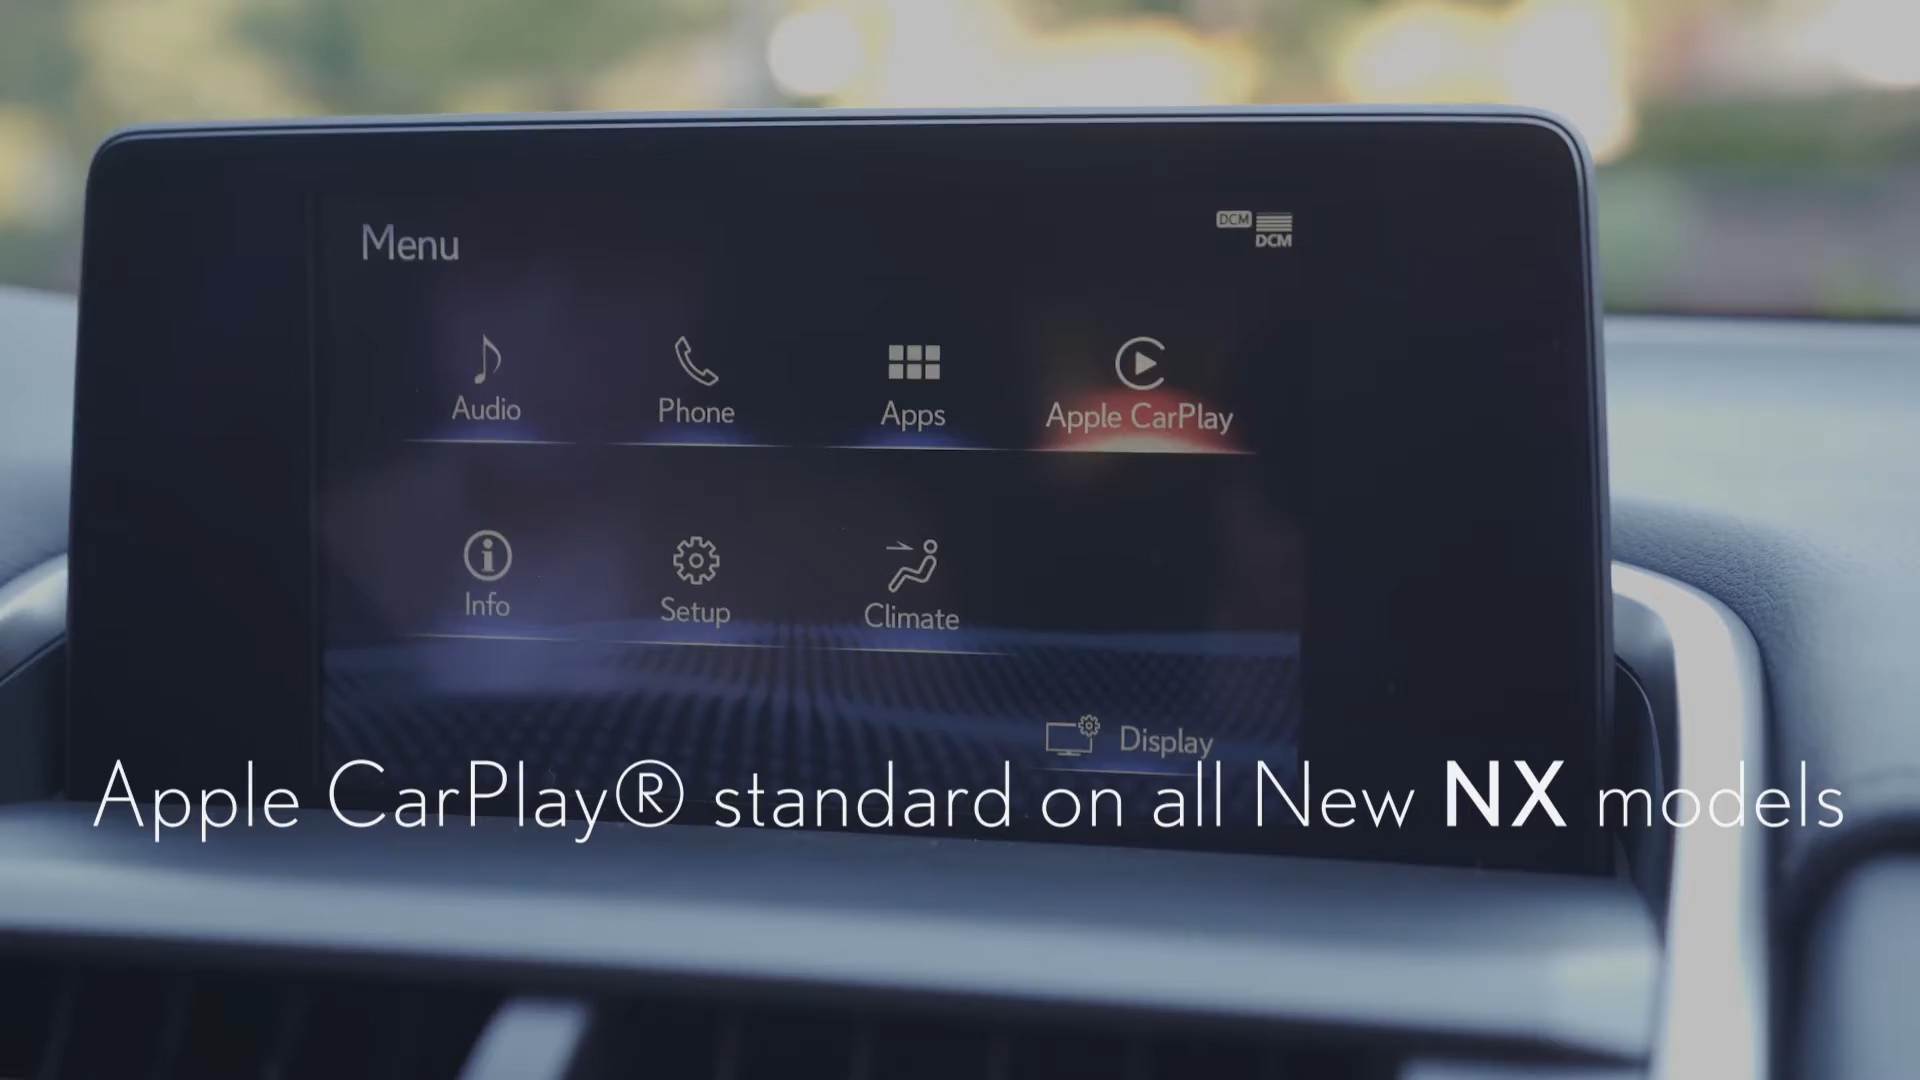 Menu
DCM
DCM
Audio
Phone
Apps
Apple CarPlay
Info
Setup
Climate
Display
Apple CarPlay® standard on all New NX models